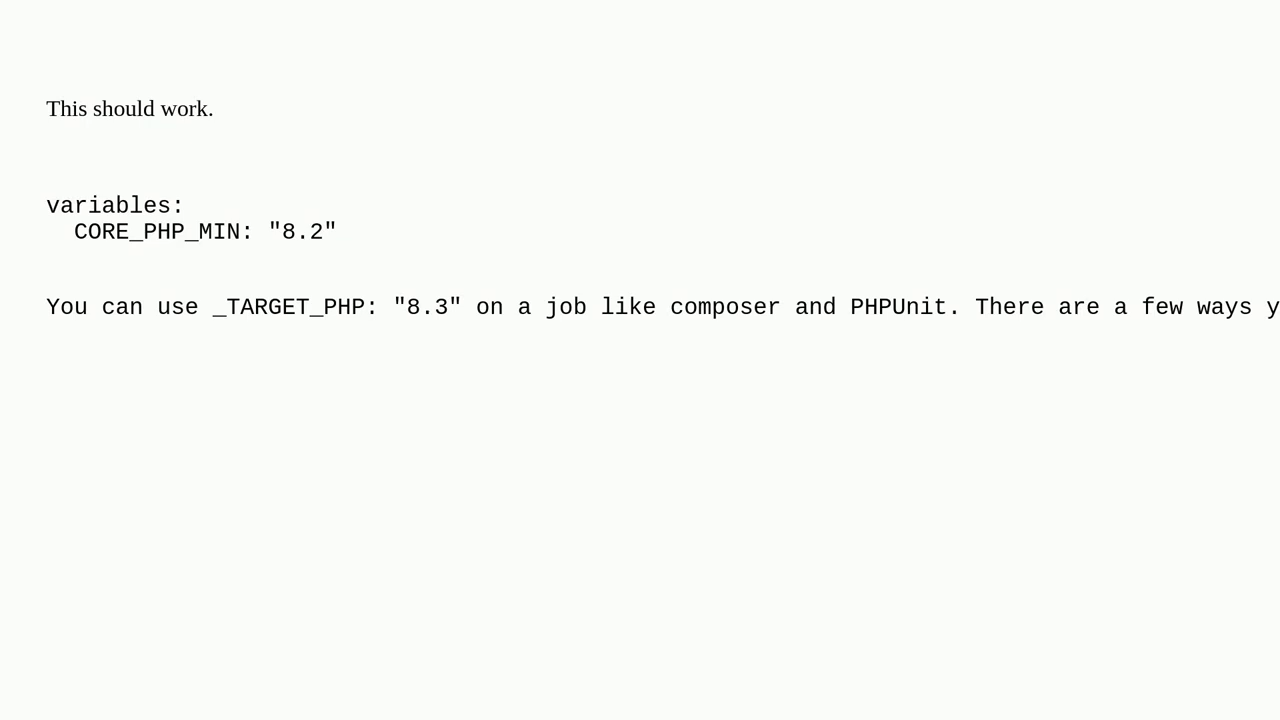 This should work.
variables:
  CORE_PHP_MIN: "8.2"
You can use _TARGET_PHP: "8.3" on a job like composer and PHPUnit. There are a few ways